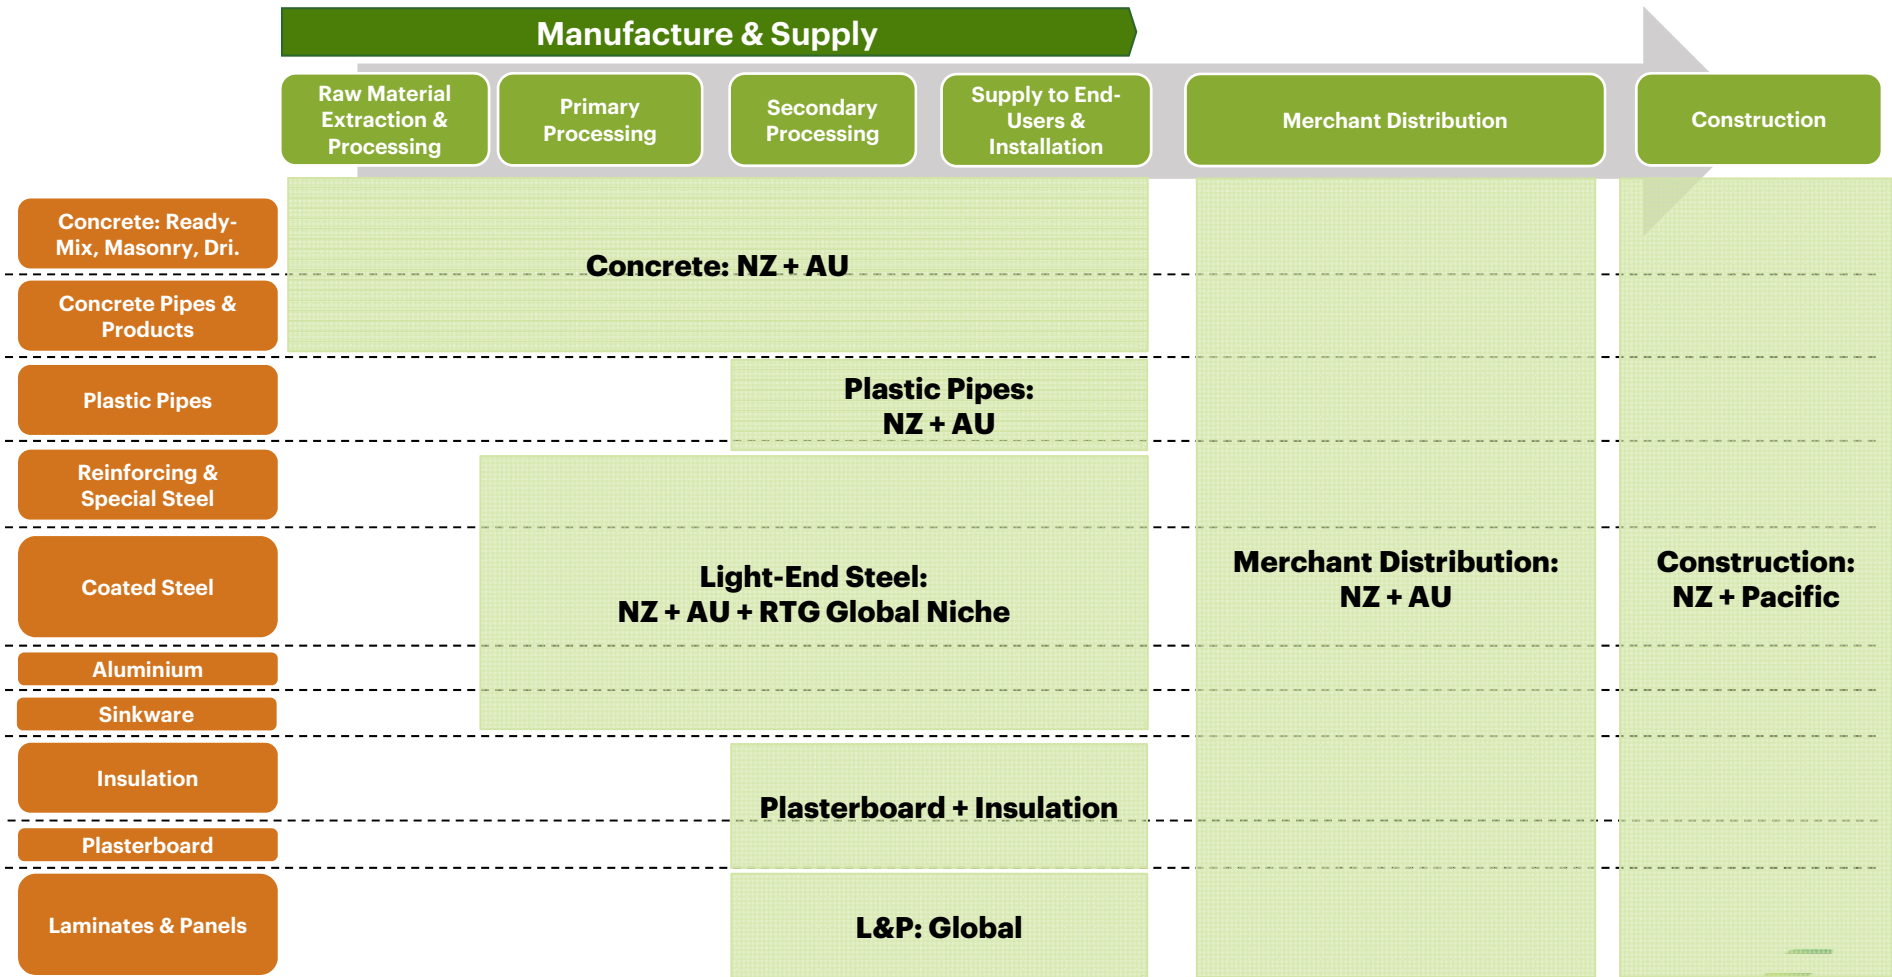 Manufacture & Supply
Raw Material
Extraction &
Processing
Primary
Processing
Secondary
Processing
Supply to End-
Users &
Installation
Merchant Distribution
Construction
Concrete: Ready-
Mix, Masonry, Dri.
Concrete: NZ + AU
Concrete Pipes &
Products
Plastic Pipes
Plastic Pipes:
NZ + AU
Reinforcing &
Special Steel
Coated Steel
Light-End Steel:
NZ + AU + RTG Global Niche
Merchant Distribution:
NZ + AU
Construction:
NZ + Pacific
Aluminium
Sinkware
Insulation
Plasterboard + Insulation
Plasterboard
Laminates & Panels
L&P: Global